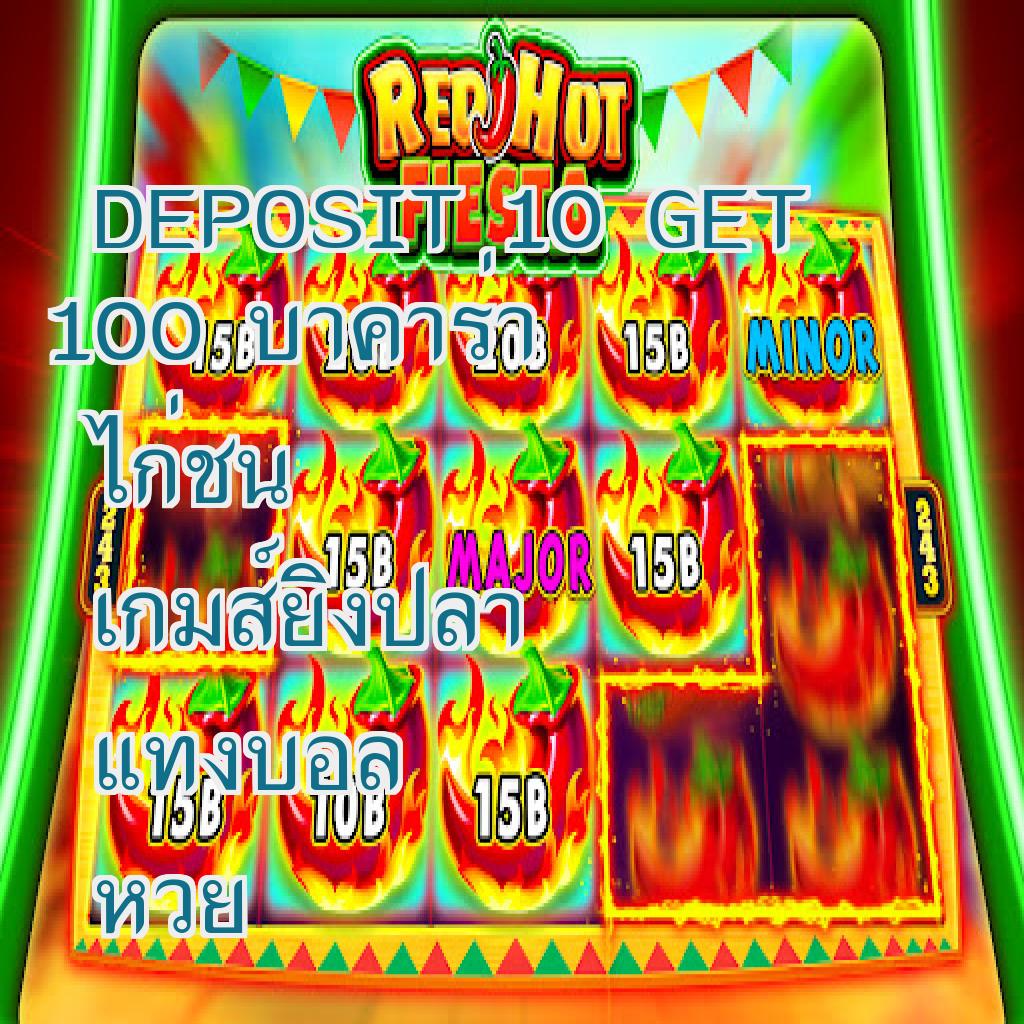 RED HOT
FIESTA
DEPOSIT 10 GET
100 บาคาร่า
15B 20B 20B 15B MINOR
ไก่ชน
15B MAJOR 15B
243
243
เกมส์ยิงปลา
แทงบอล
15B 10B 15B
หวย